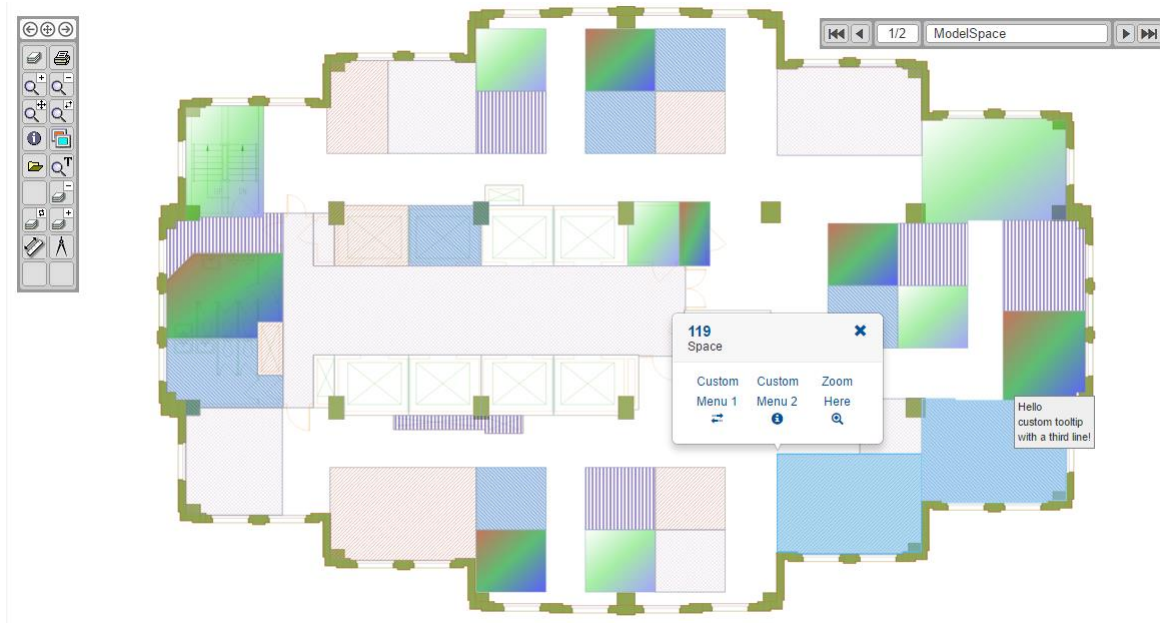 1/2
ModelSpace
T
119
Space
Custom
Menu 1
Custom
Menu 2
Zoom
Here
Hello
custom tooltip
with a third line!